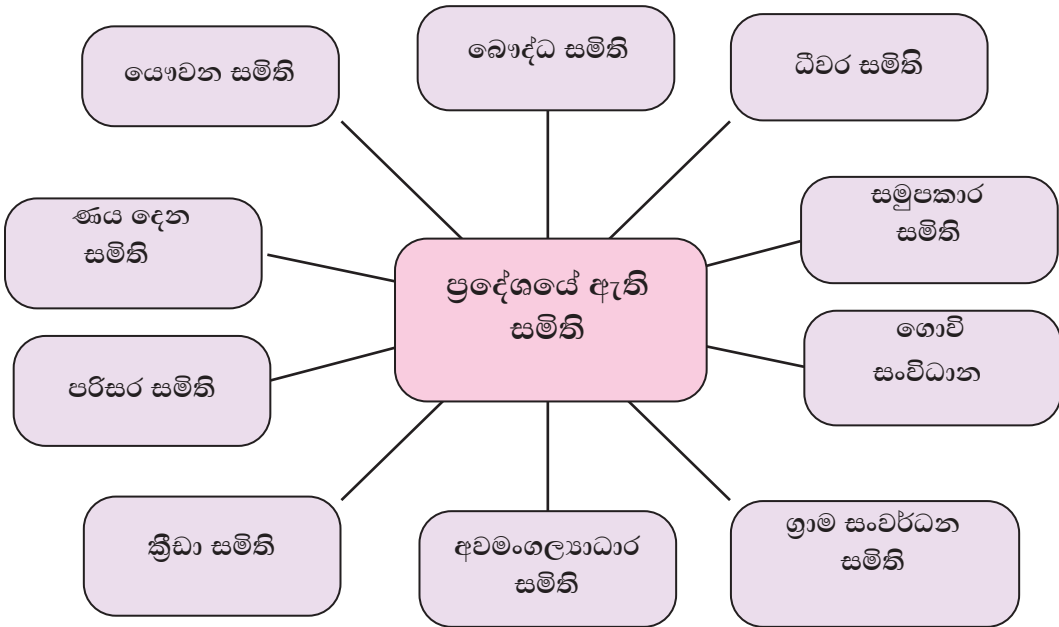 යෞවන සමිති
බෞද්ධ සමිති
ධීවර සමිති
ණය දෙන
සමිති
සමුපකාර
සමිති
ප්‍රදේශයේ ඇති
සමිති
පරිසර සමිති
ගොවි
සංවිධාන
ක්‍රීඩා සමිති
අවමංගල්‍යාධාර
සමිති
ග්‍රාම සංවර්ධන
සමිති